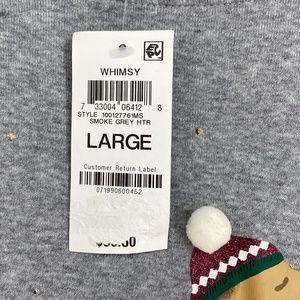 WHIMSY
7 33004 06412 8
STYLE 100127761MS
SMOKE GREY HTR
LARGE
Customer Return Label
071990600452